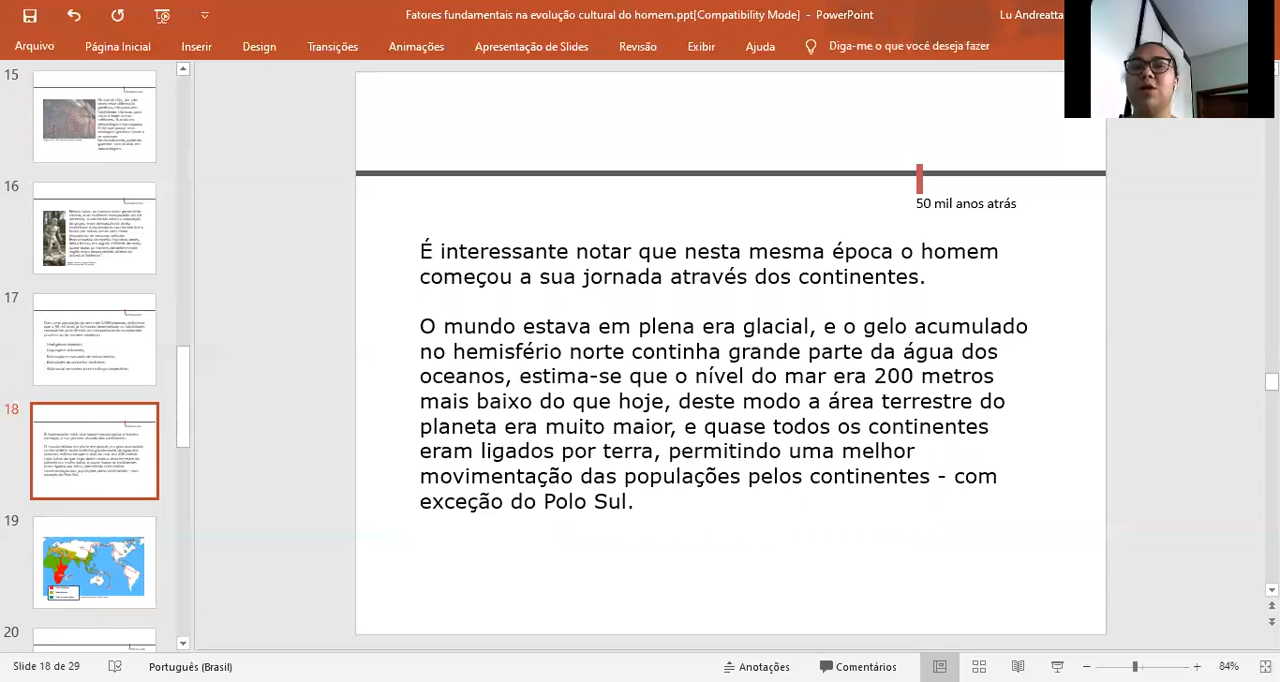 Fatores fundamentais na evolução cultural do homem.ppt[Compatibility Mode] - PowerPoint
Lu Andreatta
Arquivo Página Inicial Inserir Design Transições Animações Apresentação de Slides Revisão Exibir Ajuda Diga-me o que você deseja fazer
15
16
17
18
19
20
50 mil anos atrás
É interessante notar que nesta mesma época o homem
começou a sua jornada através dos continentes.
O mundo estava em plena era glacial, e o gelo acumulado
no hemisfério norte continha grande parte da água dos
oceanos, estima-se que o nível do mar era 200 metros
mais baixo do que hoje, deste modo a área terrestre do
planeta era muito maior, e quase todos os continentes
eram ligados por terra, permitindo uma melhor
movimentação das populações pelos continentes - com
exceção do Polo Sul.
Slide 18 de 29 Português (Brasil) Anotações Comentários 84%